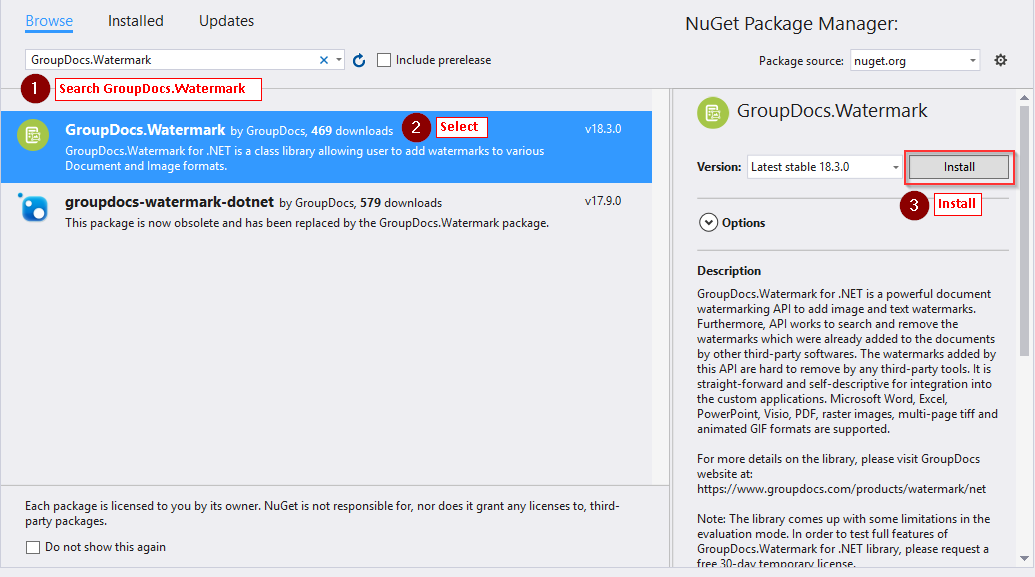 Browse Installed Updates
NuGet Package Manager:
GroupDocs.Watermark
Include prerelease
Package source: nuget.org
1 Search GroupDocs.Watermark
GroupDocs.Watermark by GroupDocs, 469 downloads
v18.3.0
2 Select
GroupDocs.Watermark for .NET is a class library allowing user to add watermarks to various
Document and Image formats.
groupdocs-watermark-dotnet by GroupDocs, 579 downloads
v17.9.0
This package is now obsolete and has been replaced by the GroupDocs.Watermark package.
Each package is licensed to you by its owner. NuGet is not responsible for, nor does it grant any licenses to, third-
party packages.
Do not show this again
GroupDocs.Watermark
Version: Latest stable 18.3.0 Install
3 Install
Options
Description
GroupDocs.Watermark for .NET is a powerful document
watermarking API to add image and text watermarks.
Furthermore, API works to search and remove the
watermarks which were already added to the documents
by other third-party softwares. The watermarks added by
this API are hard to remove by any third-party tools. It is
straight-forward and self-descriptive for integration into
the custom applications. Microsoft Word, Excel,
PowerPoint, Visio, PDF, raster images, multi-page tiff and
animated GIF formats are supported.
For more details on the library, please visit GroupDocs
website at:
https://www.groupdocs.com/products/watermark/net
Note: The library comes up with some limitations in the
evaluation mode. In order to test full features of
GroupDocs.Watermark for .NET library, please request a
free 30-day temporary license.